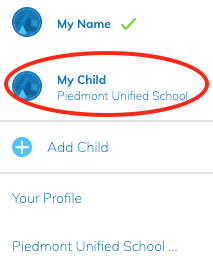 My Name
My Child
Piedmont Unified School
Add Child
Your Profile
Piedmont Unified School ...